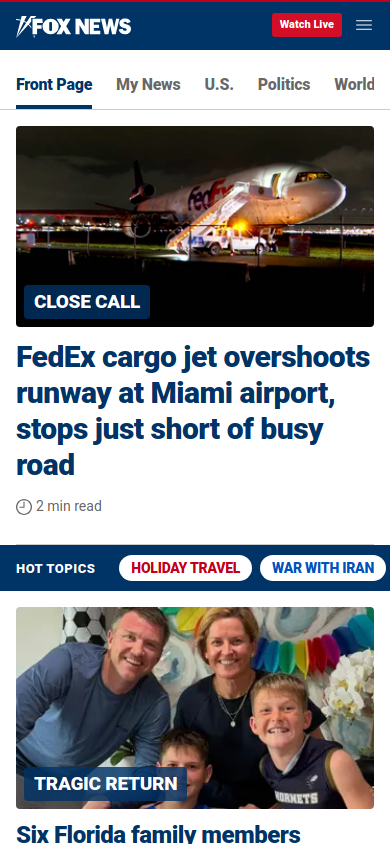 FOX NEWS
Watch Live
Front Page My News U.S. Politics World
FedEx
CLOSE CALL
FedEx cargo jet overshoots
runway at Miami airport,
stops just short of busy
road
2 min read
HOT TOPICS HOLIDAY TRAVEL WAR WITH IRAN
HORNETS
TRAGIC RETURN
Six Florida family members